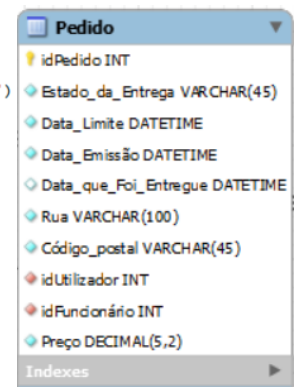 Pedido
idPedido INT
')
Estado_da_Entrega VARCHAR(45)
Data_Limite DATETIME
Data_Emissão DATETIME
Data_que_Foi_Entregue DATETIME
Rua VARCHAR(100)
Código_postal VARCHAR(45)
idUtilizador INT
idFuncionário INT
Preço DECIMAL(5,2)
Indexes